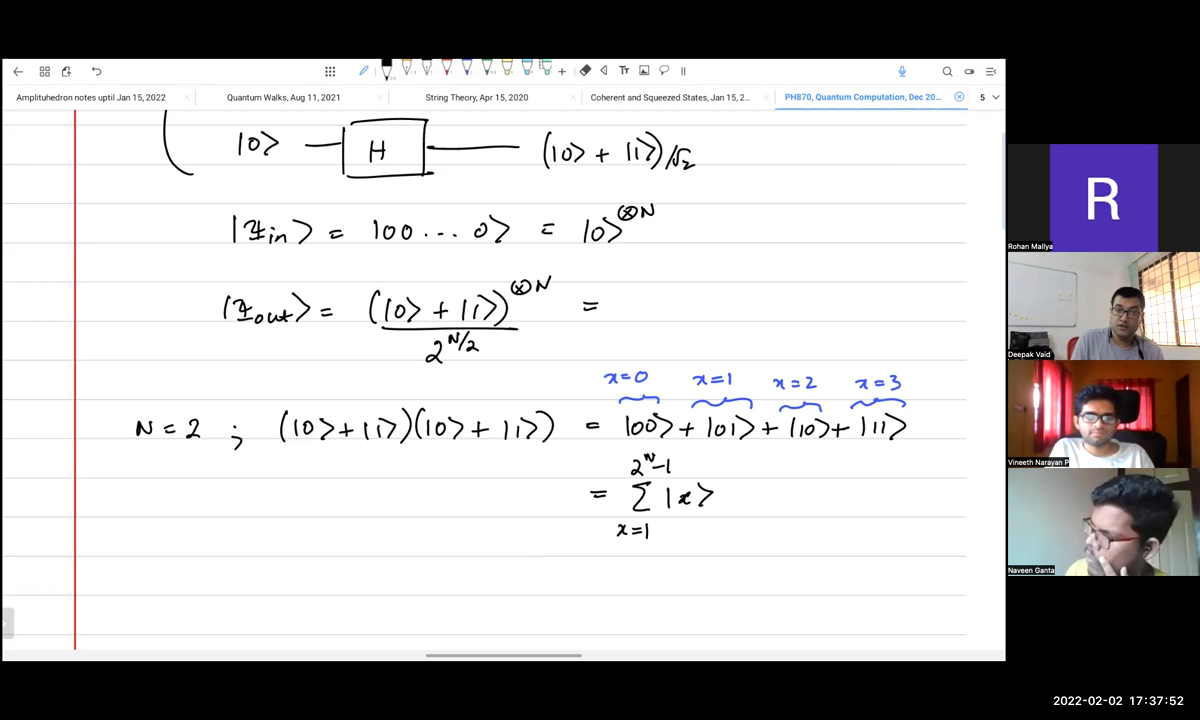 Amplituhedron notes uptil Jan 15, 2022
Quantum Walks, Aug 11, 2021
String Theory, Apr 15, 2020
Coherent and Squeezed States, Jan 15, 2...
PH870, Quantum Computation, Dec 20...
5
|0⟩ — H — (|0⟩ + |1⟩)/√2
|Ψin⟩ = |00...0⟩ = |0⟩^⊗N
|Ψout⟩ = (|0⟩ + |1⟩)^⊗N / 2^N/2 =
x=0 x=1 x=2 x=3
N=2 ; (|0⟩+|1⟩)(|0⟩+|1⟩) = |00⟩+|01⟩+|10⟩+|11⟩
2^N-1
= Σ |x⟩
x=1
R
Rohan Mallya
Deepak Vaid
Vineeth Narayan P
Naveen Ganta
2022-02-02 17:37:52